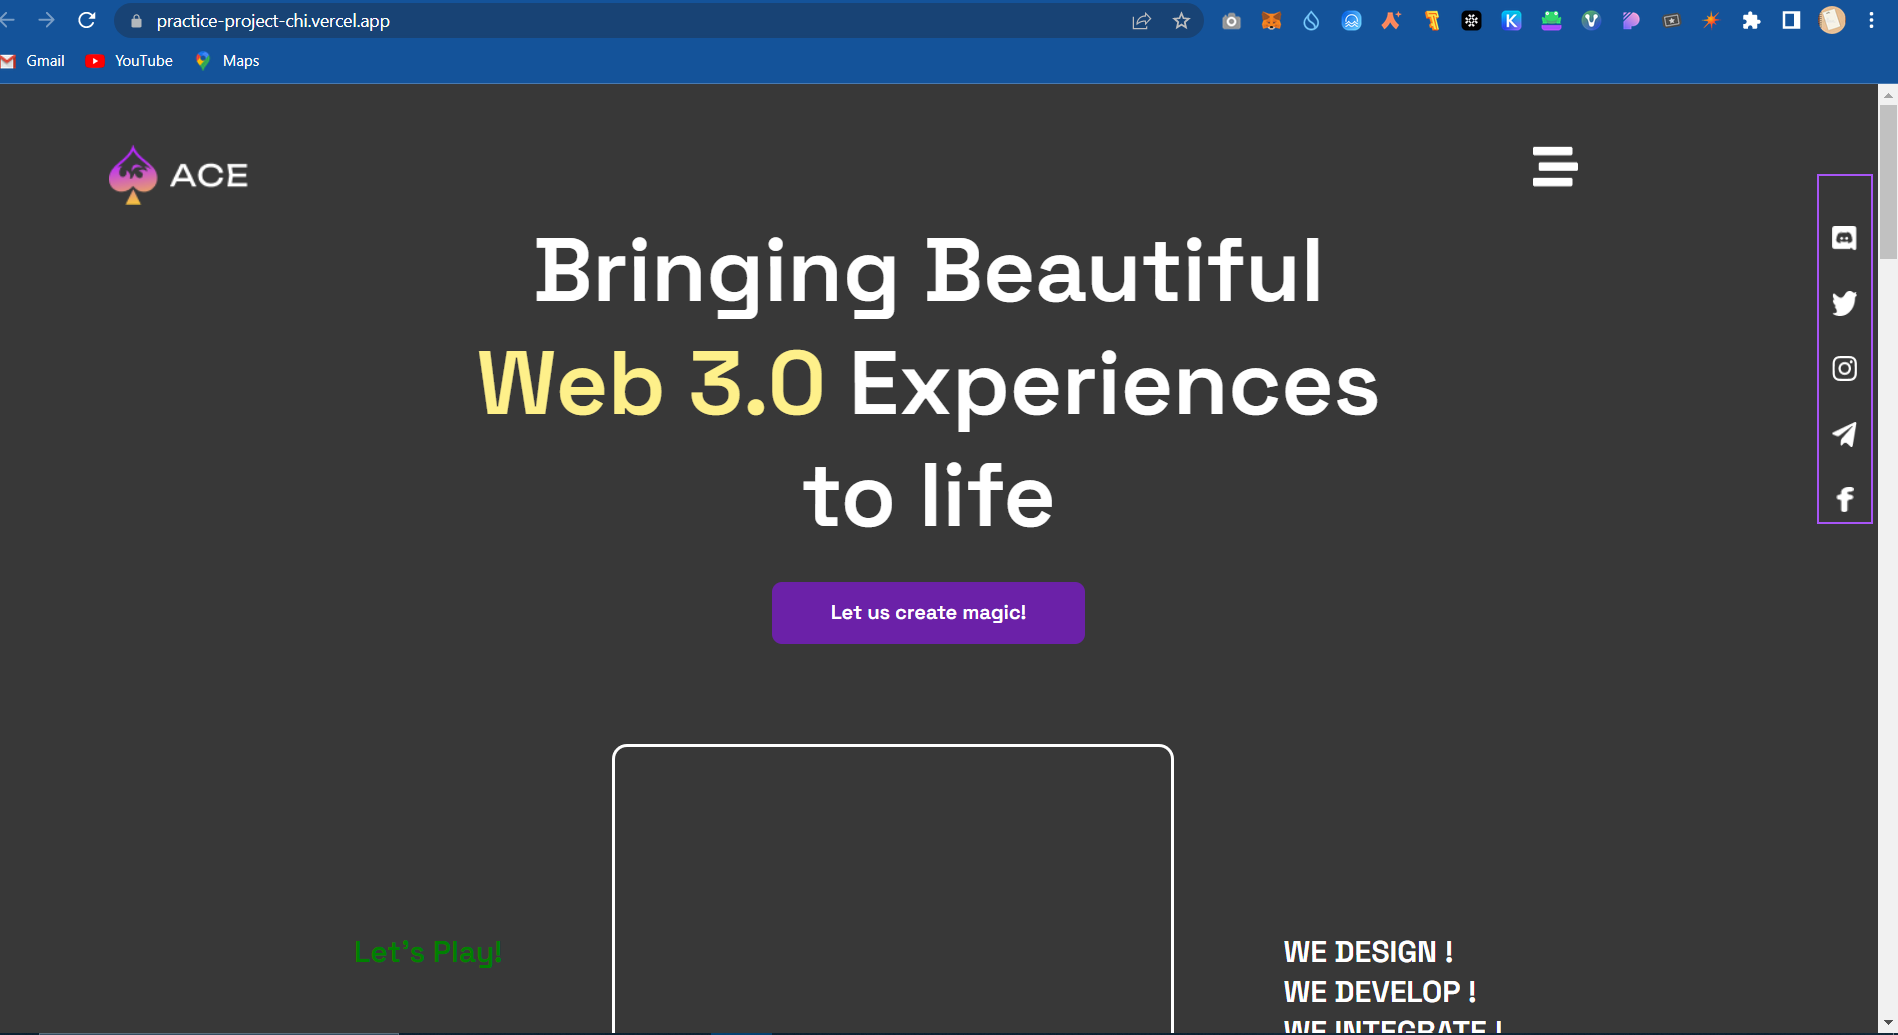 practice-project-chi.vercel.app
Gmail YouTube Maps
ACE
Bringing Beautiful
Web 3.0 Experiences
to life
Let us create magic!
Let's Play!
WE DESIGN !
WE DEVELOP !
WE INTEGRATE !